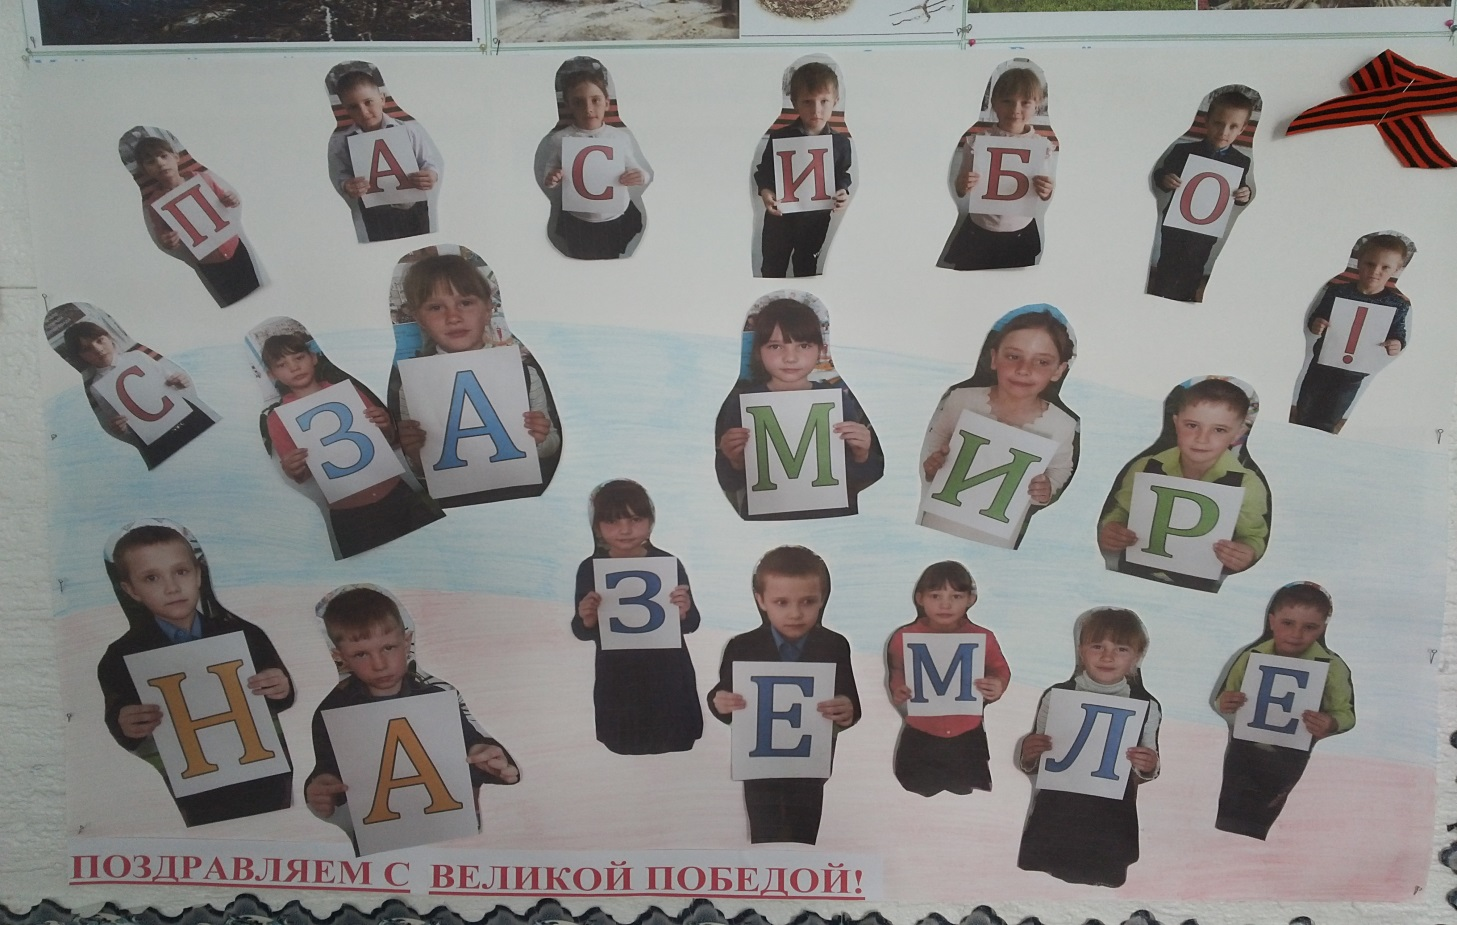 СПАСИБО!
ЗА МИР
НА ЗЕМЛЕ
ПОЗДРАВЛЯЕМ С ВЕЛИКОЙ ПОБЕДОЙ!